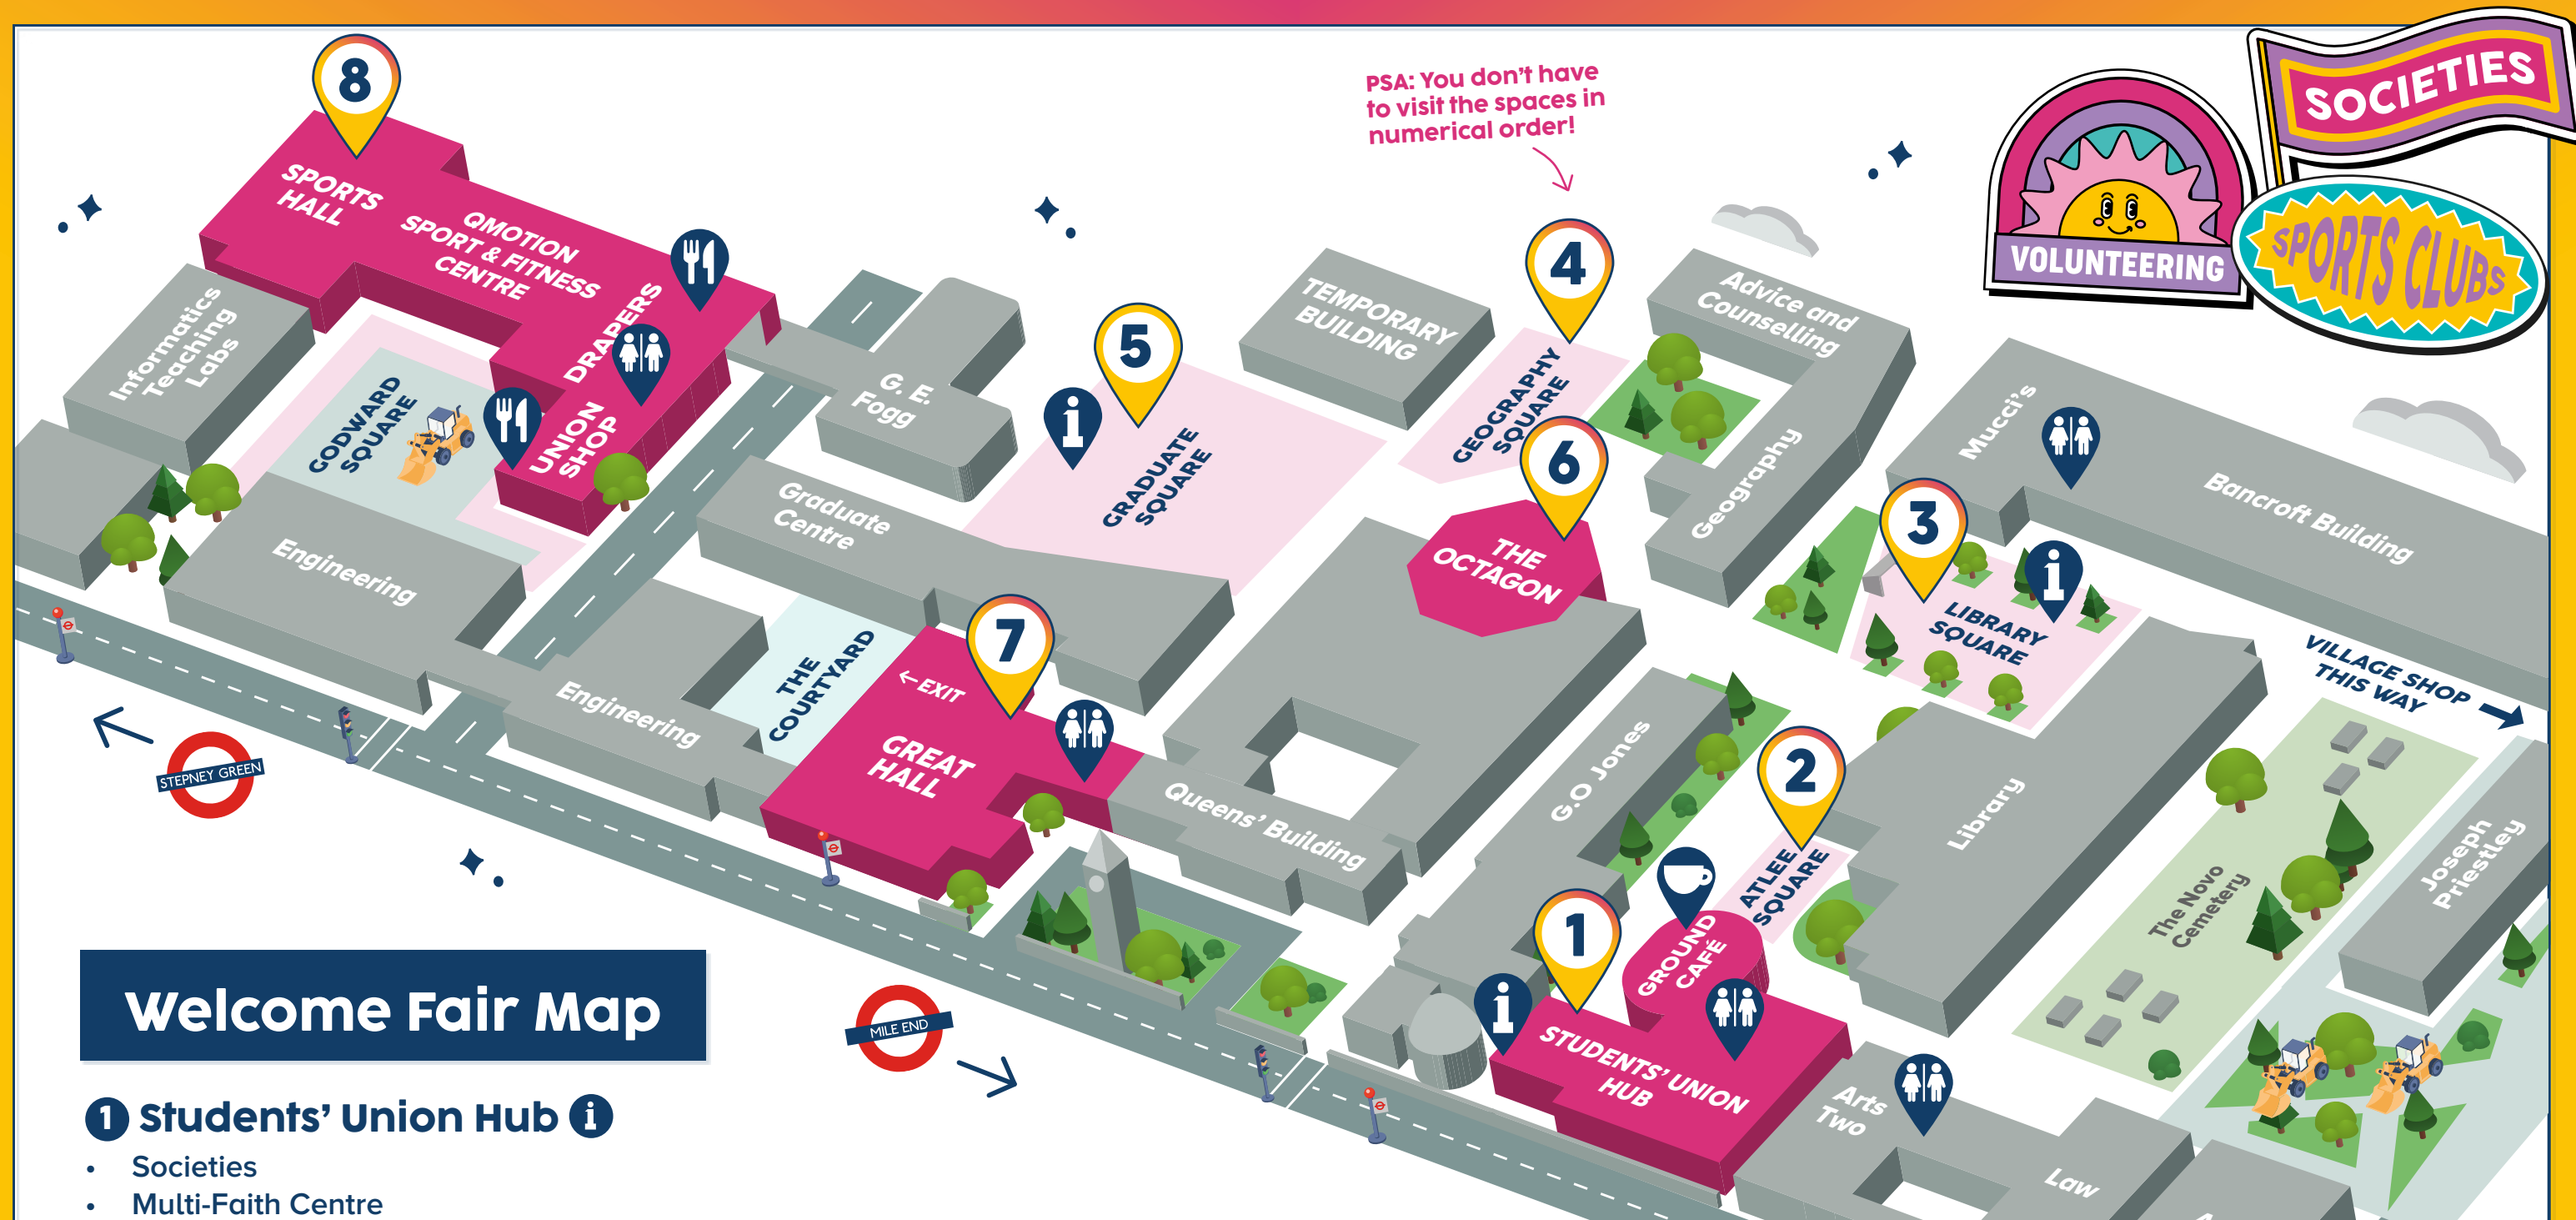 8
PSA: You don't have
to visit the spaces in
numerical order!
SOCIETIES
VOLUNTEERING
SPORTS CLUBS
SPORTS
HALL
QMOTION
SPORT & FITNESS
CENTRE
DRAPERS
UNION
SHOP
Informatics
Teaching
Labs
GODWARD
SQUARE
Engineering
G. E.
Fogg
5
i
GRADUATE
SQUARE
Graduate
Centre
TEMPORARY
BUILDING
4
GEOGRAPHY
SQUARE
Advice and
Counselling
Geography
6
THE
OCTAGON
Mucci's
Bancroft Building
3
i
LIBRARY
SQUARE
VILLAGE SHOP
THIS WAY
Engineering
THE
COURTYARD
7
← EXIT
GREAT
HALL
Queens' Building
G.O Jones
2
ATLEE
SQUARE
Library
The Novo
Cemetery
Joseph
Priestley
STEPNEY GREEN
MILE END
1
i
GROUND
CAFÉ
STUDENTS' UNION
HUB
Arts
Two
Law
Welcome Fair Map
1 Students' Union Hub i
• Societies
• Multi-Faith Centre